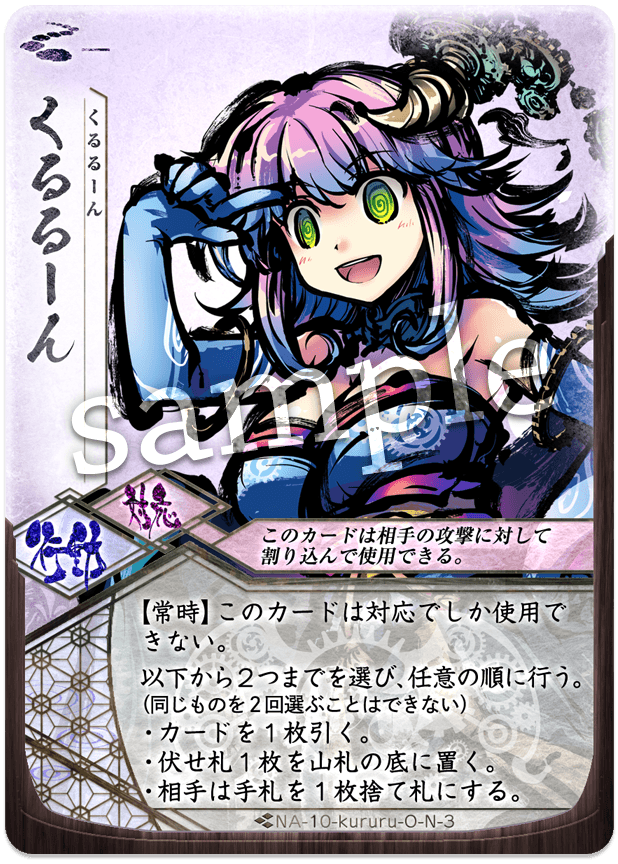 くるるーん
くるるーん
sample
対応
行動
このカードは相手の攻撃に対して
割り込んで使用できる。
【常時】このカードは対応でしか使用で
きない。
以下から２つまでを選び、任意の順に行う。
(同じものを２回選ぶことはできない)
・カードを１枚引く。
・伏せ札１枚を山札の底に置く。
・相手は手札を１枚捨て札にする。
NA-10-kururu-O-N-3